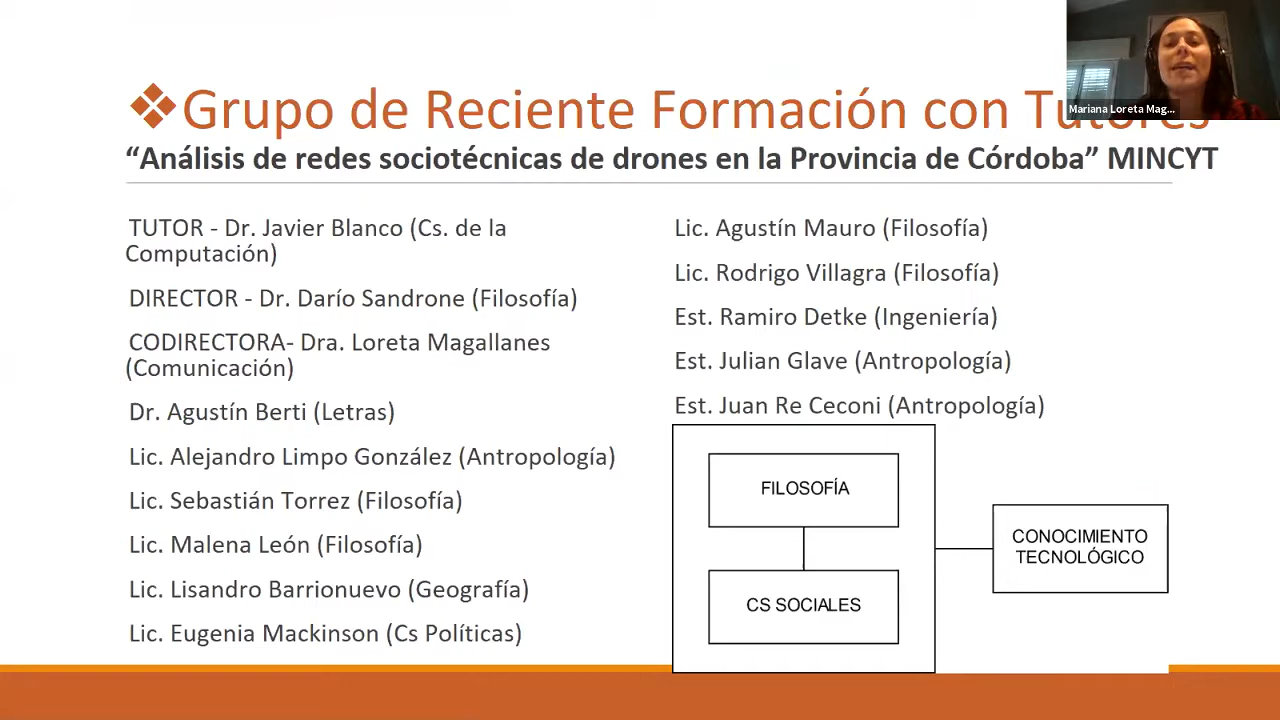 ❖Grupo de Reciente Formación con Tutores
“Análisis de redes sociotécnicas de drones en la Provincia de Córdoba” MINCYT
TUTOR - Dr. Javier Blanco (Cs. de la
Computación)
DIRECTOR - Dr. Darío Sandrone (Filosofía)
CODIRECTORA- Dra. Loreta Magallanes
(Comunicación)
Dr. Agustín Berti (Letras)
Lic. Alejandro Limpo González (Antropología)
Lic. Sebastián Torrez (Filosofía)
Lic. Malena León (Filosofía)
Lic. Lisandro Barrionuevo (Geografía)
Lic. Eugenia Mackinson (Cs Políticas)
Lic. Agustín Mauro (Filosofía)
Lic. Rodrigo Villagra (Filosofía)
Est. Ramiro Detke (Ingeniería)
Est. Julian Glave (Antropología)
Est. Juan Re Ceconi (Antropología)
FILOSOFÍA
CS SOCIALES
CONOCIMIENTO
TECNOLÓGICO
Mariana Loreta Mag...